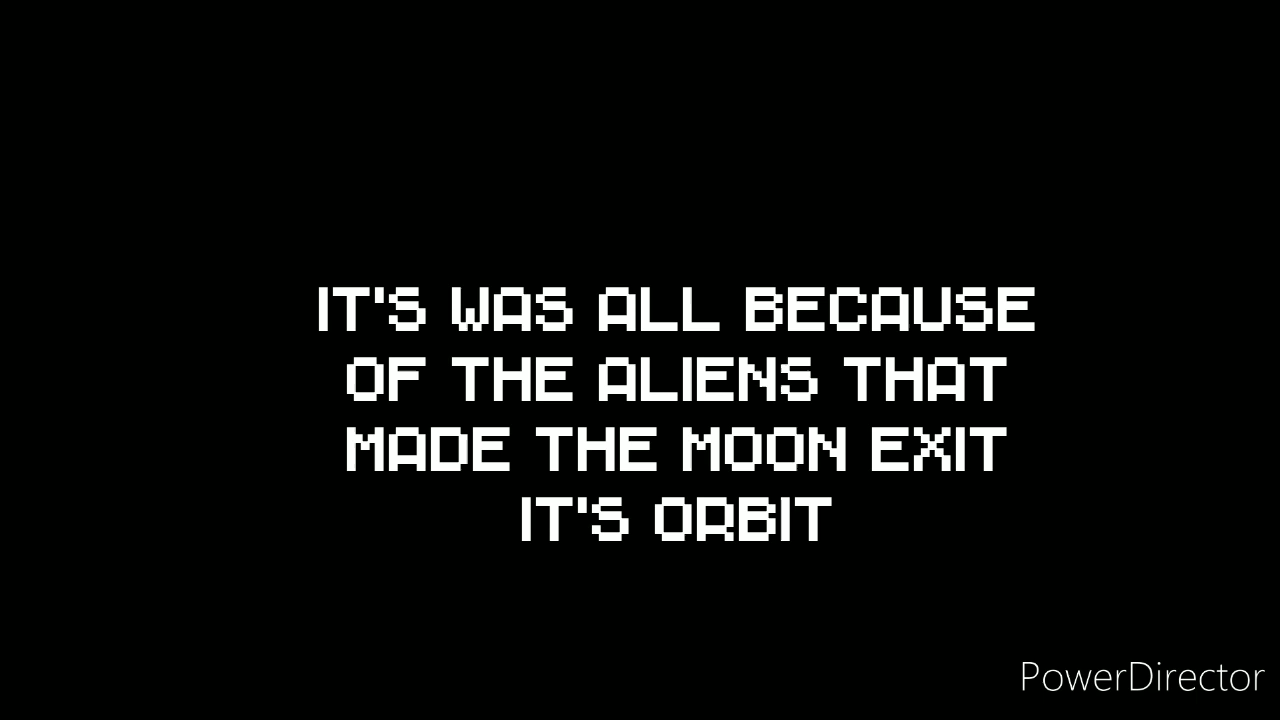 IT'S WAS ALL BECAUSE
OF THE ALIENS THAT
MADE THE MOON EXIT
IT'S ORBIT
PowerDirector